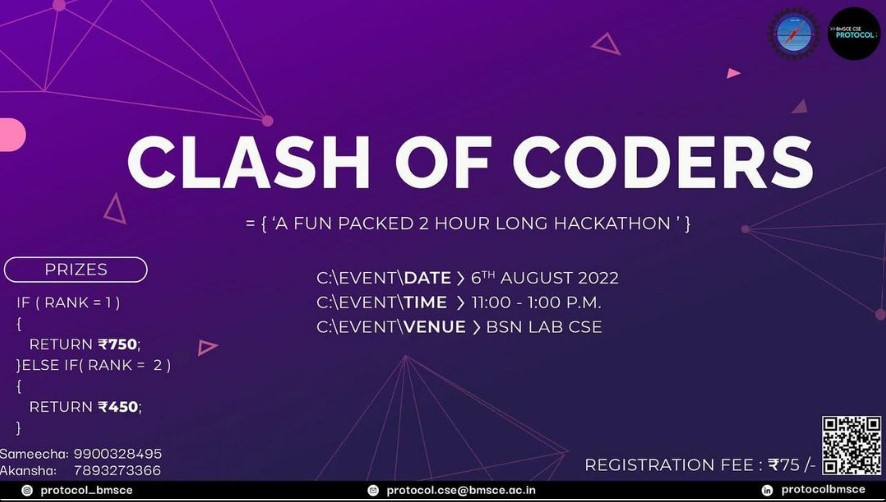 >> BMSCE CSE
PROTOCOL
CLASH OF CODERS
= { ‘A FUN PACKED 2 HOUR LONG HACKATHON ’ }
C:\EVENT\DATE > 6TH AUGUST 2022
C:\EVENT\TIME > 11:00 - 1:00 P.M.
C:\EVENT\VENUE > BSN LAB CSE
PRIZES
IF ( RANK = 1 )
{
RETURN ₹750;
}ELSE IF( RANK = 2 )
{
RETURN ₹450;
}
Sameecha: 9900328495
Akansha: 7893273366
REGISTRATION FEE : ₹75 /-
protocol_bmsce
protocol.cse@bmsce.ac.in
protocolbmsce